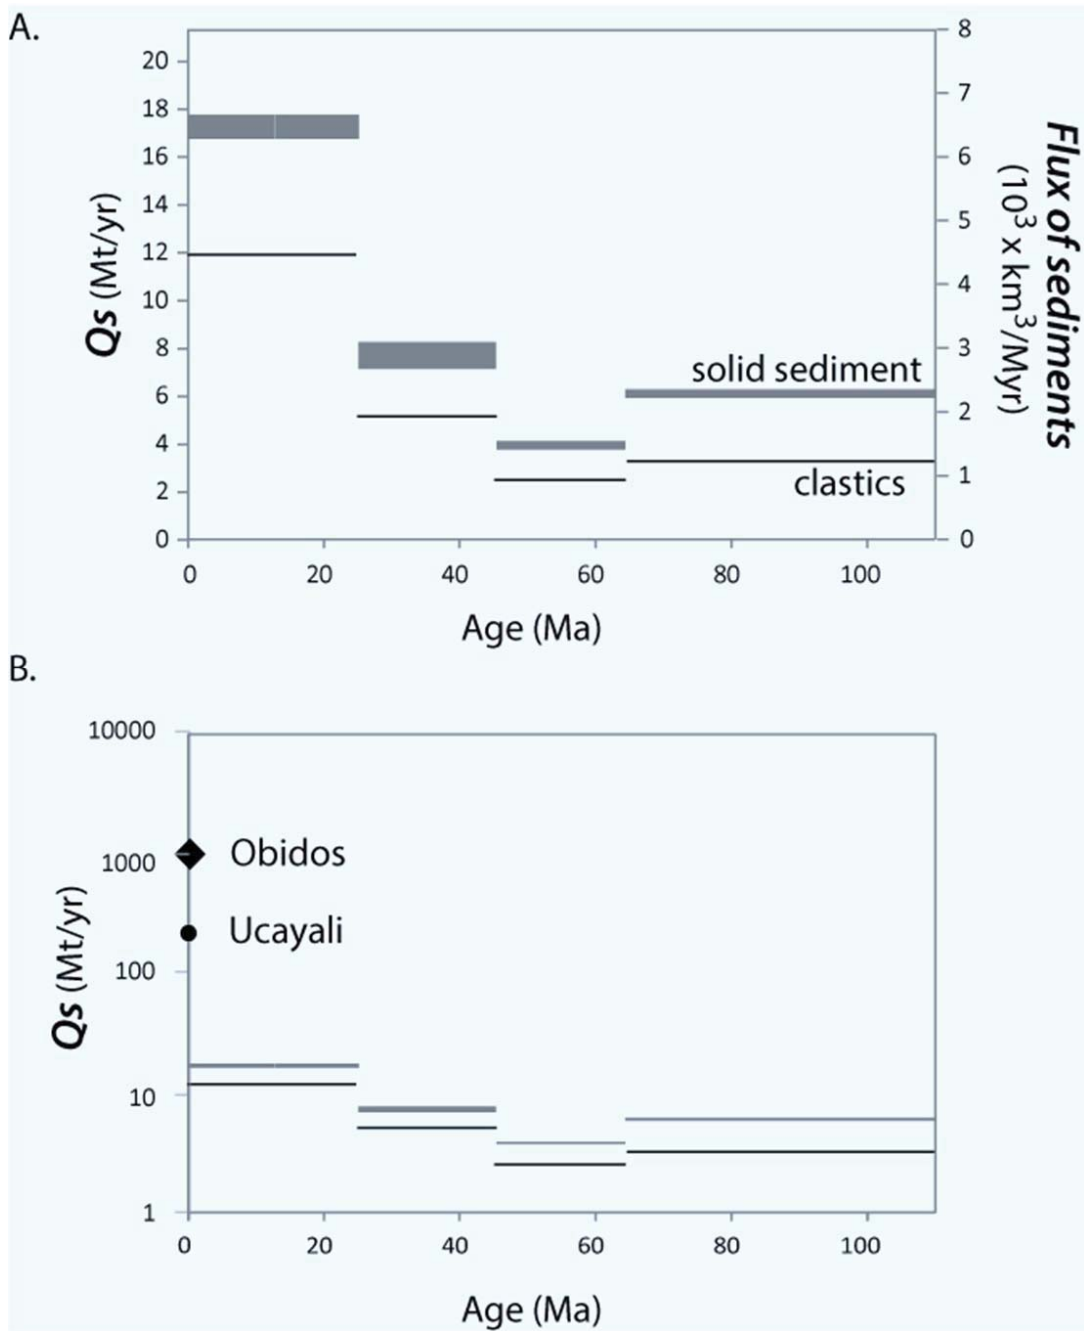 A.
20
18
16
14
12
10
8
6
4
2
0
Qs (Mt/yr)
8
7
6
5
4
3
2
1
0
Flux of sediments
(10³ x km³/Myr)
solid sediment
clastics
0 20 40 60 80 100
Age (Ma)
B.
10000
1000
100
10
1
Qs (Mt/yr)
Obidos
Ucayali
0 20 40 60 80 100
Age (Ma)